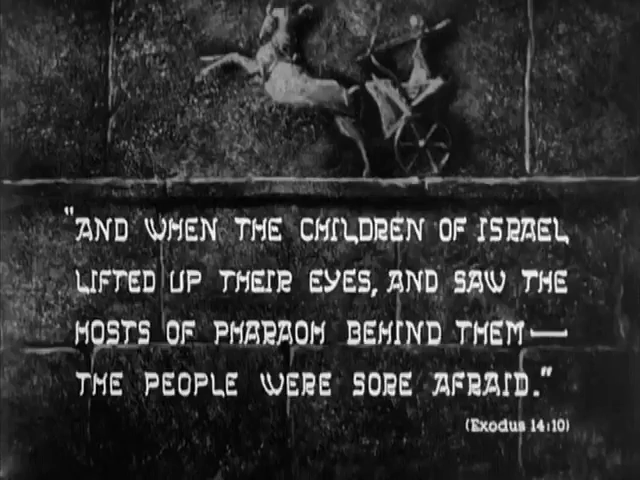 "AND WHEN THE CHILDREN OF ISRAEL
LIFTED UP THEIR EYES, AND SAW THE
HOSTS OF PHARAOH BEHIND THEM—
THE PEOPLE WERE SORE AFRAID."
(Exodus 14:10)